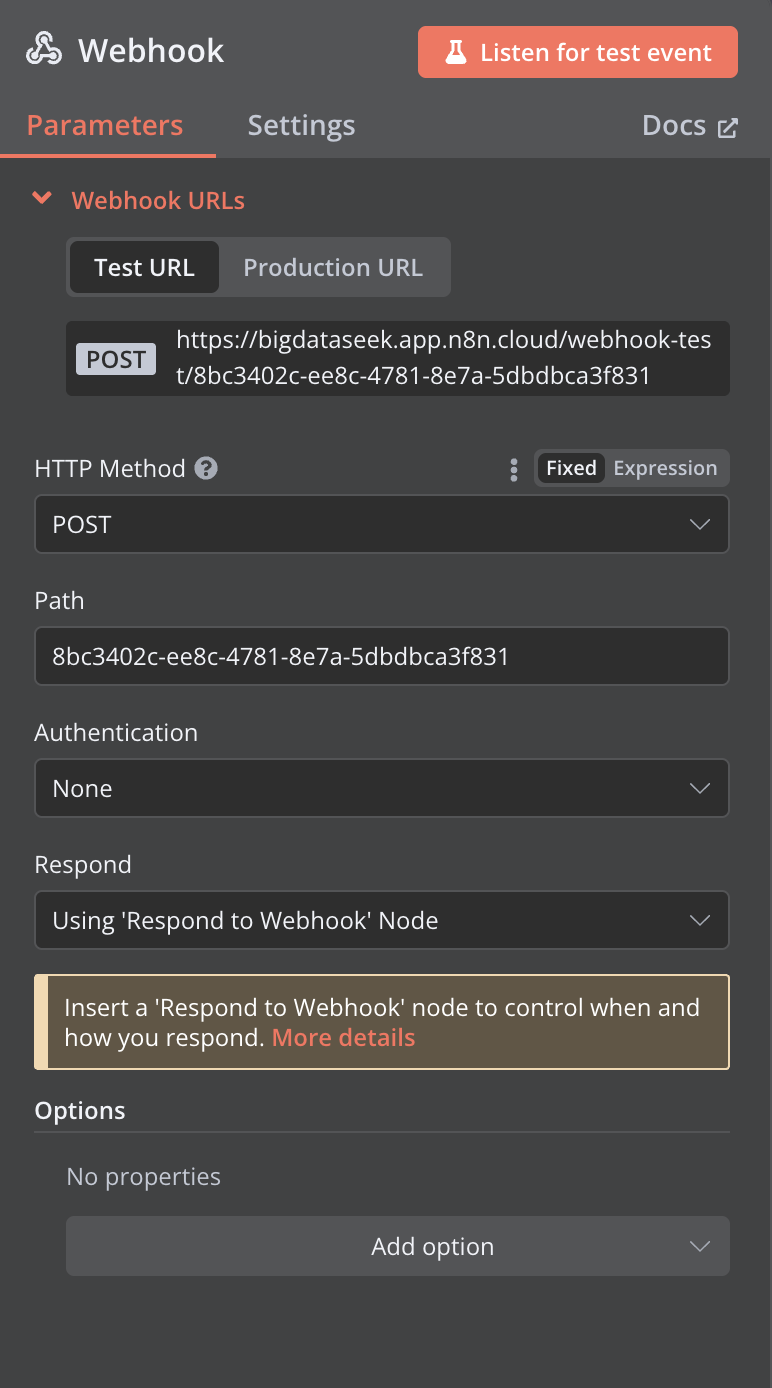 Webhook
Listen for test event
Parameters
Settings
Docs
Webhook URLs
Test URL
Production URL
POST
https://bigdataseek.app.n8n.cloud/webhook-tes
t/8bc3402c-ee8c-4781-8e7a-5dbdbca3f831
HTTP Method
Fixed
Expression
POST
Path
8bc3402c-ee8c-4781-8e7a-5dbdbca3f831
Authentication
None
Respond
Using 'Respond to Webhook' Node
Insert a 'Respond to Webhook' node to control when and
how you respond. More details
Options
No properties
Add option